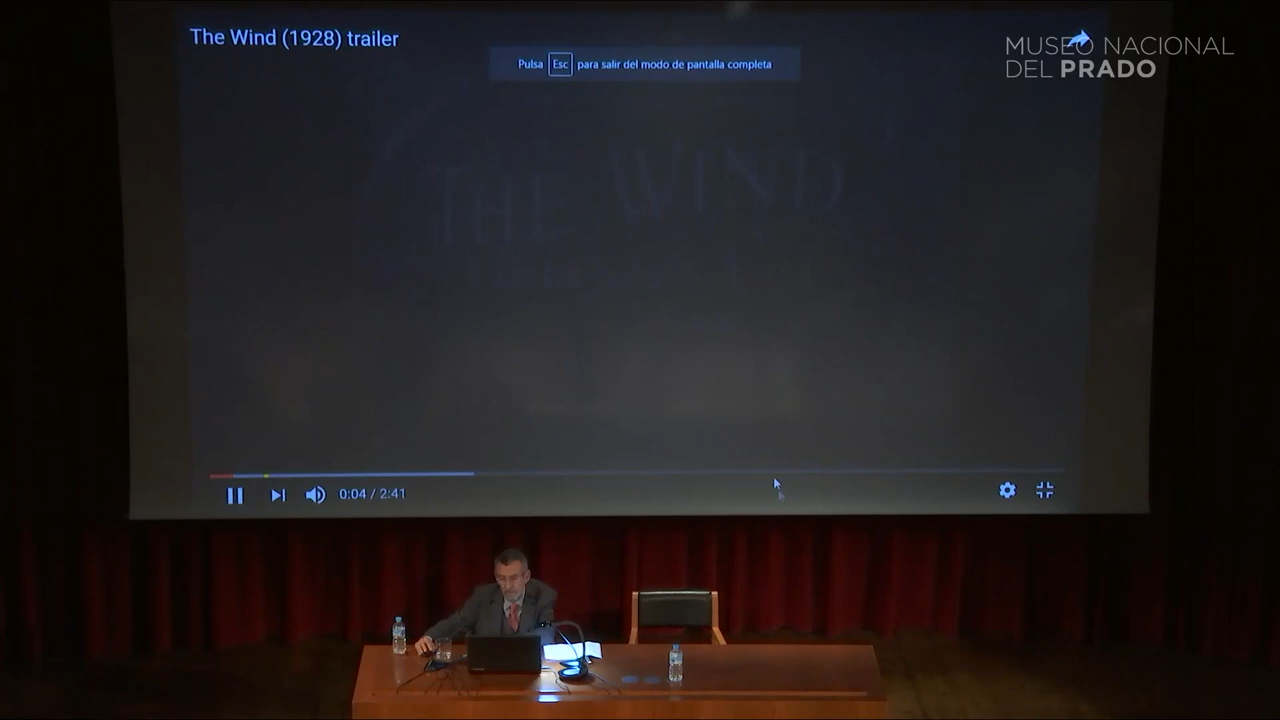 The Wind (1928) trailer
Pulsa Esc para salir del modo de pantalla completa
MUSEO NACIONAL
DEL PRADO
THE WIND
0:04 / 2:41